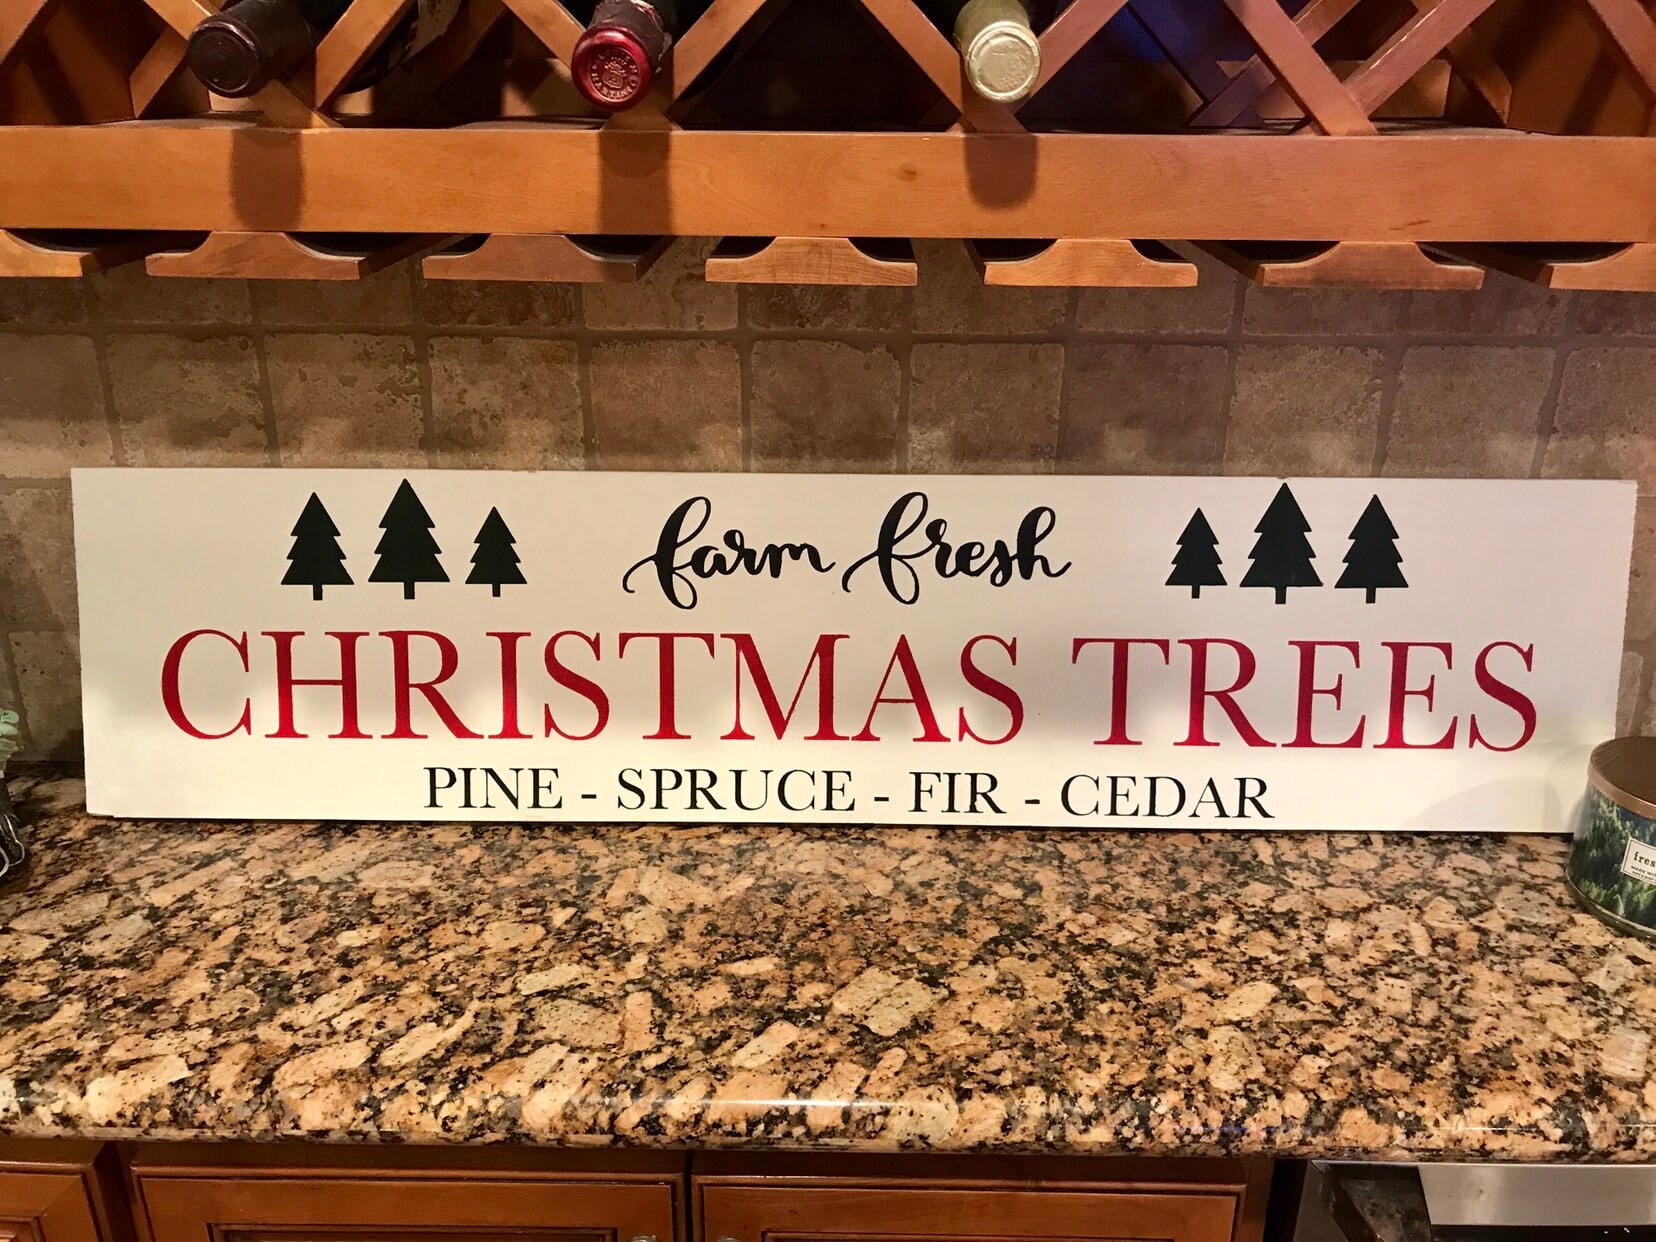 farm fresh
CHRISTMAS TREES
PINE - SPRUCE - FIR - CEDAR